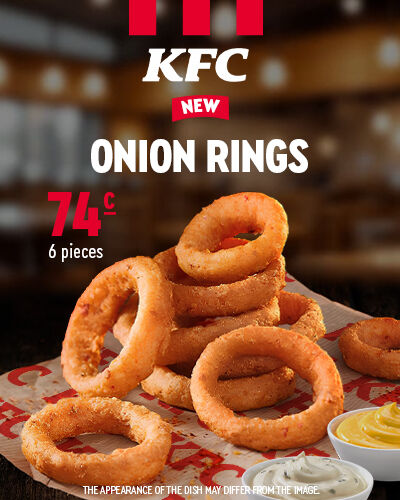 KFC
NEW
ONION RINGS
74c
6 pieces
THE APPEARANCE OF THE DISH MAY DIFFER FROM THE IMAGE.